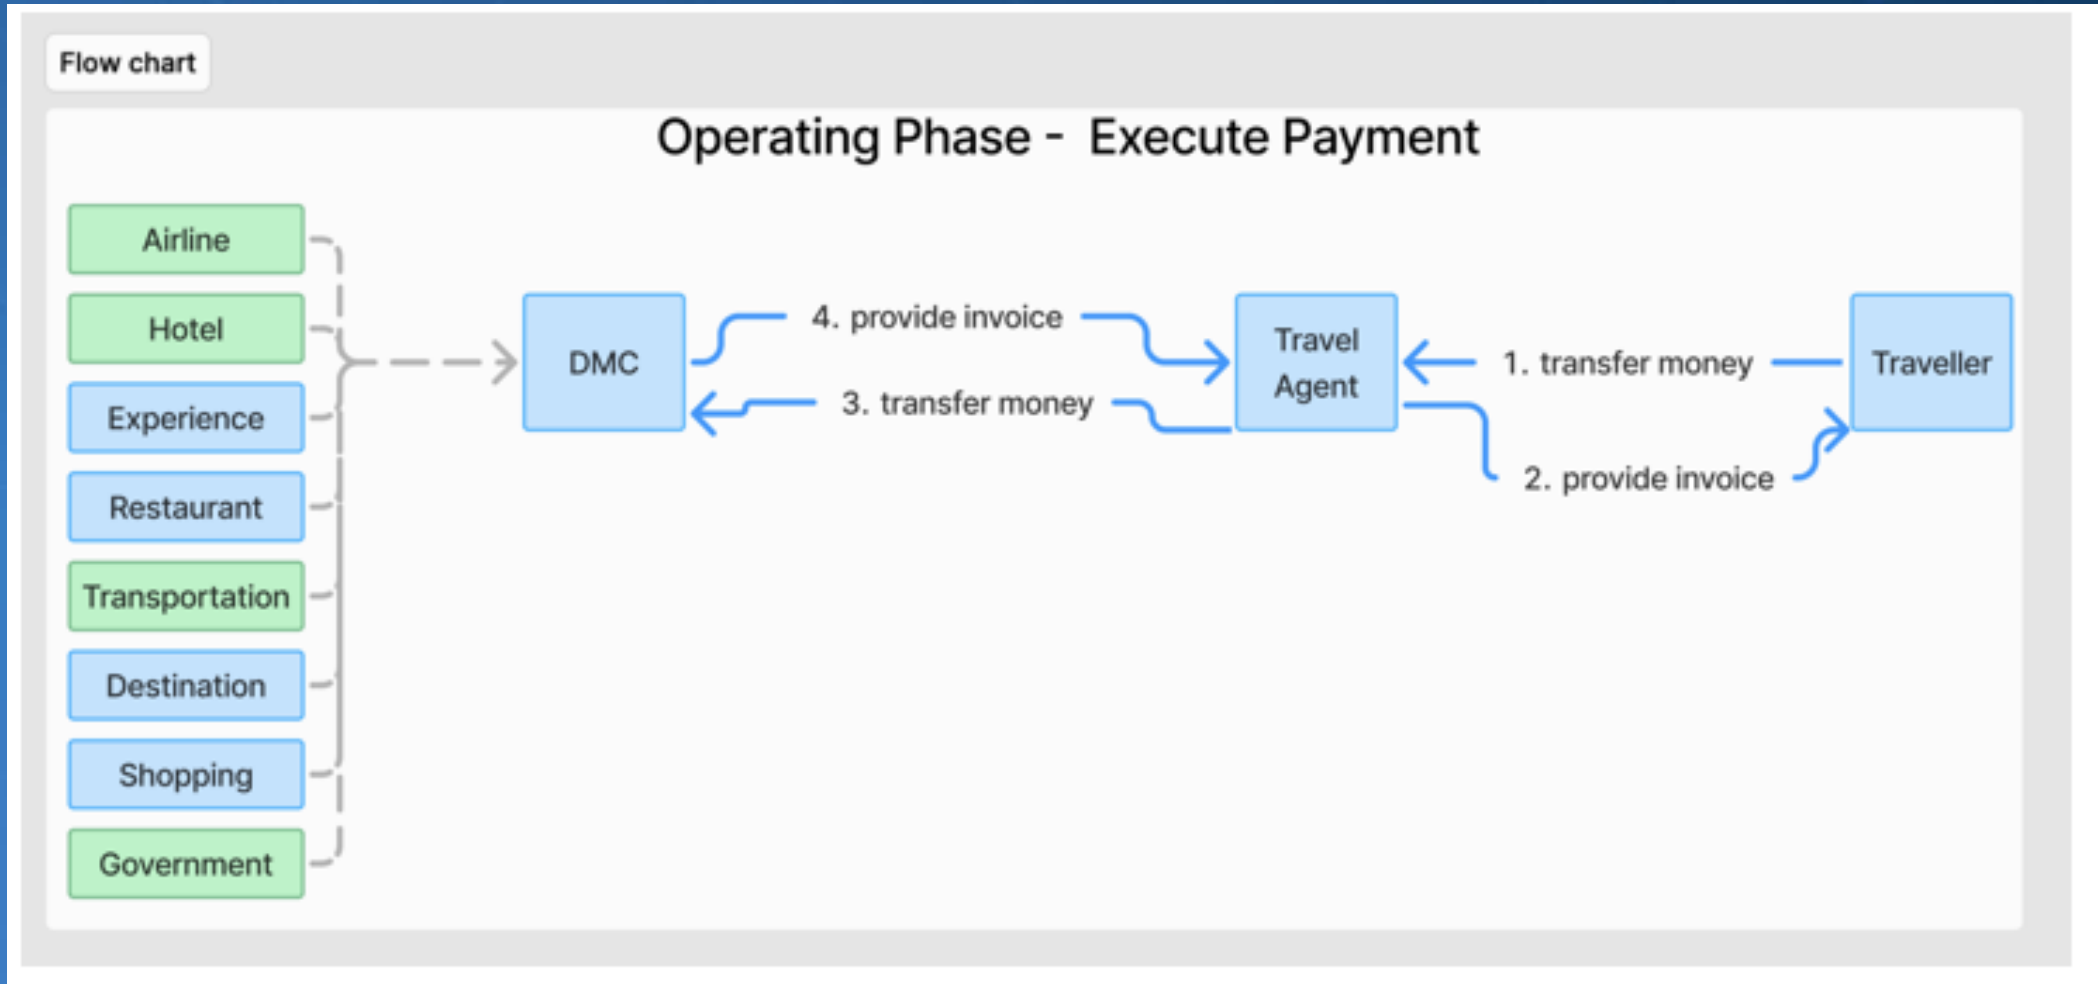 Flow chart
Operating Phase - Execute Payment
Airline
Hotel
Experience
Restaurant
Transportation
Destination
Shopping
Government
DMC
4. provide invoice
3. transfer money
Travel
Agent
1. transfer money
2. provide invoice
Traveller